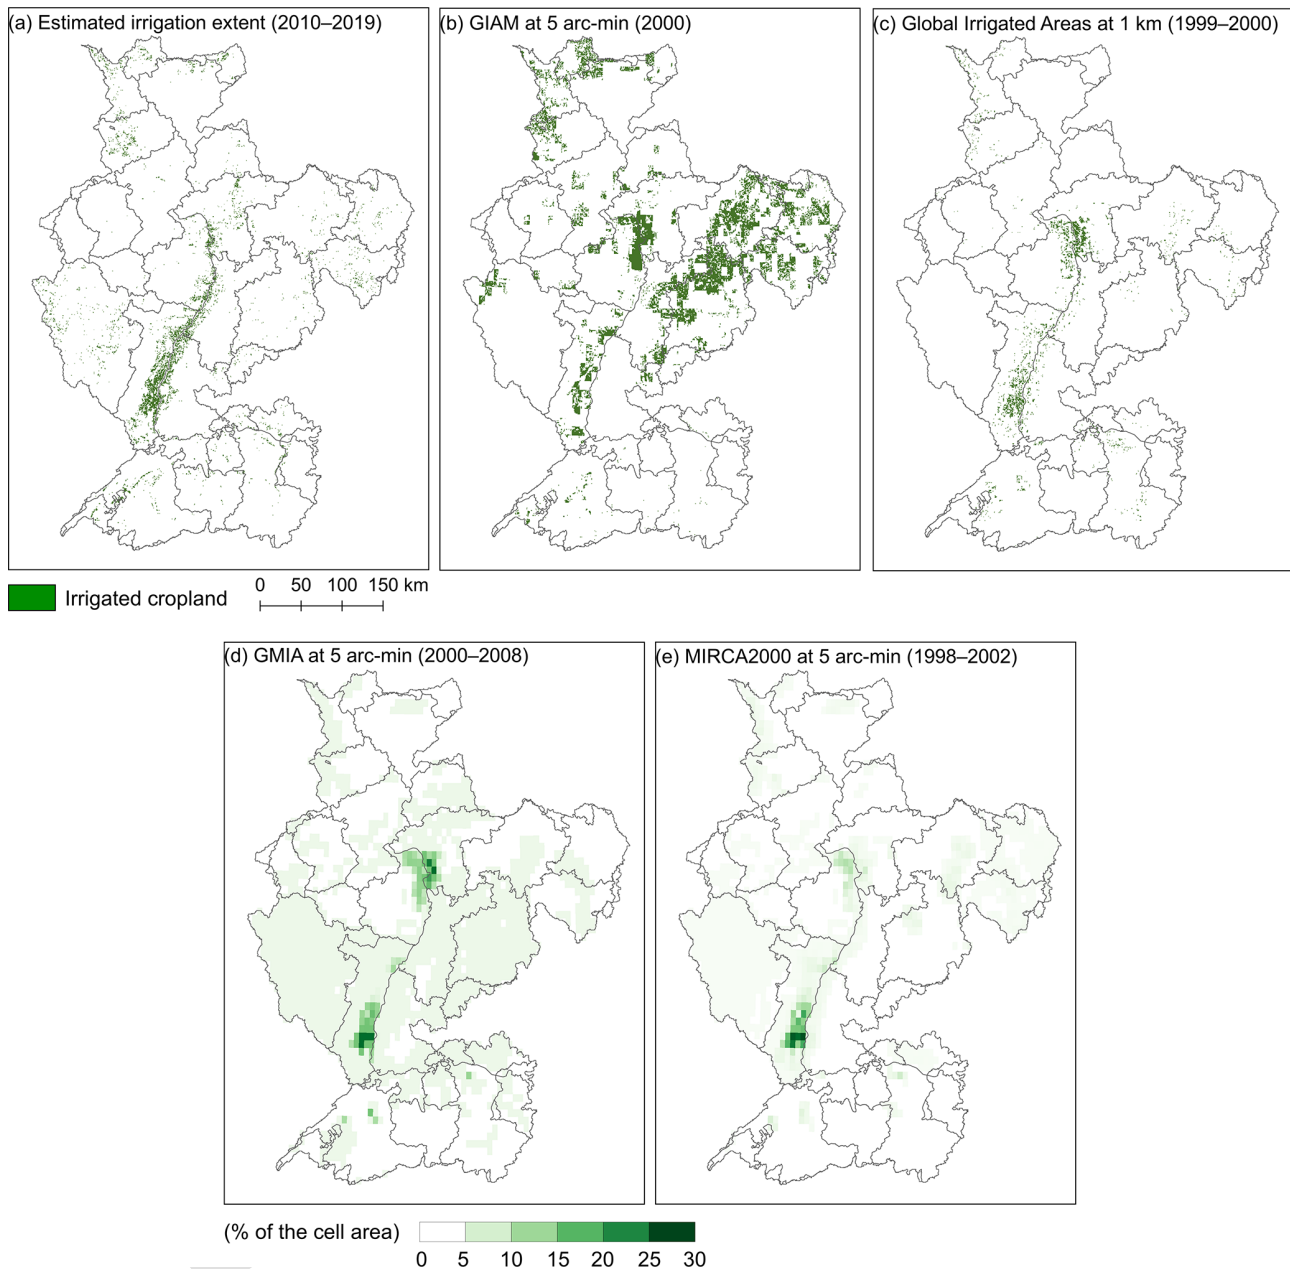 (a) Estimated irrigation extent (2010–2019)
(b) GIAM at 5 arc-min (2000)
(c) Global Irrigated Areas at 1 km (1999–2000)
Irrigated cropland
0 50 100 150 km
(d) GMIA at 5 arc-min (2000–2008)
(e) MIRCA2000 at 5 arc-min (1998–2002)
(% of the cell area)
0 5 10 15 20 25 30